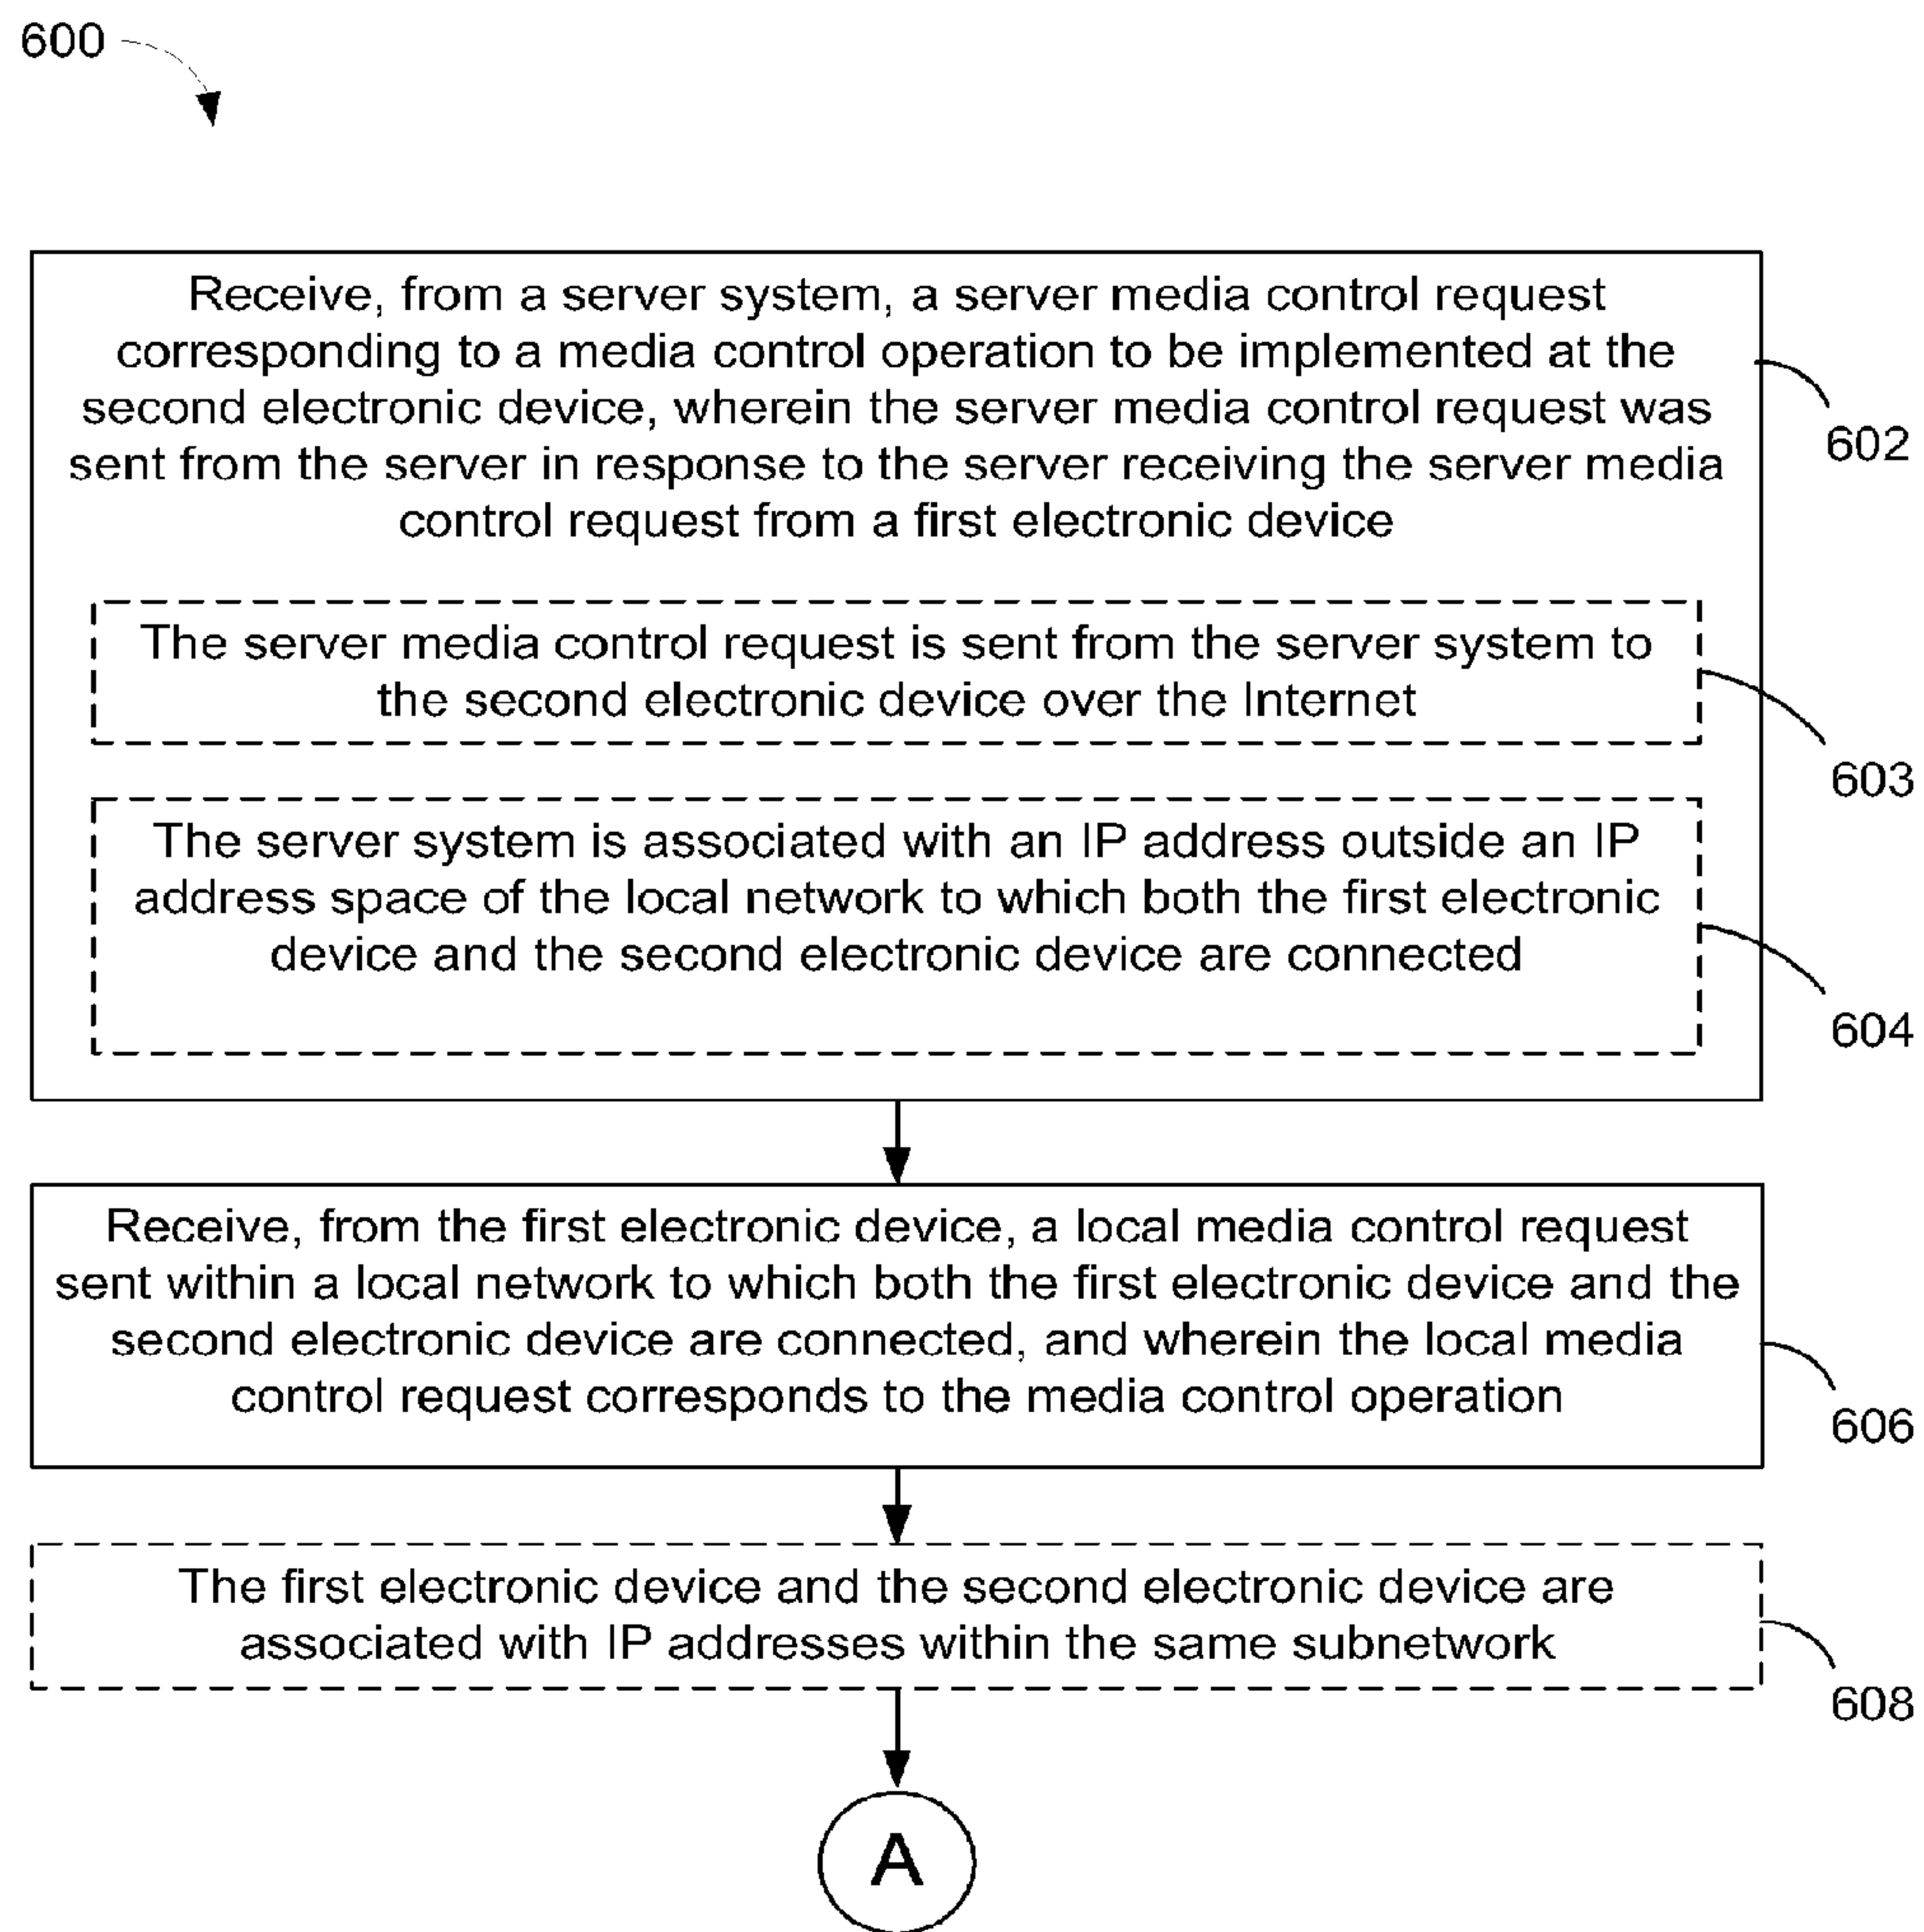 600
Receive, from a server system, a server media control request
corresponding to a media control operation to be implemented at the
second electronic device, wherein the server media control request was
sent from the server in response to the server receiving the server media
control request from a first electronic device
602
The server media control request is sent from the server system to
the second electronic device over the Internet
603
The server system is associated with an IP address outside an IP
address space of the local network to which both the first electronic
device and the second electronic device are connected
604
Receive, from the first electronic device, a local media control request
sent within a local network to which both the first electronic device and the
second electronic device are connected, and wherein the local media
control request corresponds to the media control operation
606
The first electronic device and the second electronic device are
associated with IP addresses within the same subnetwork
608
A